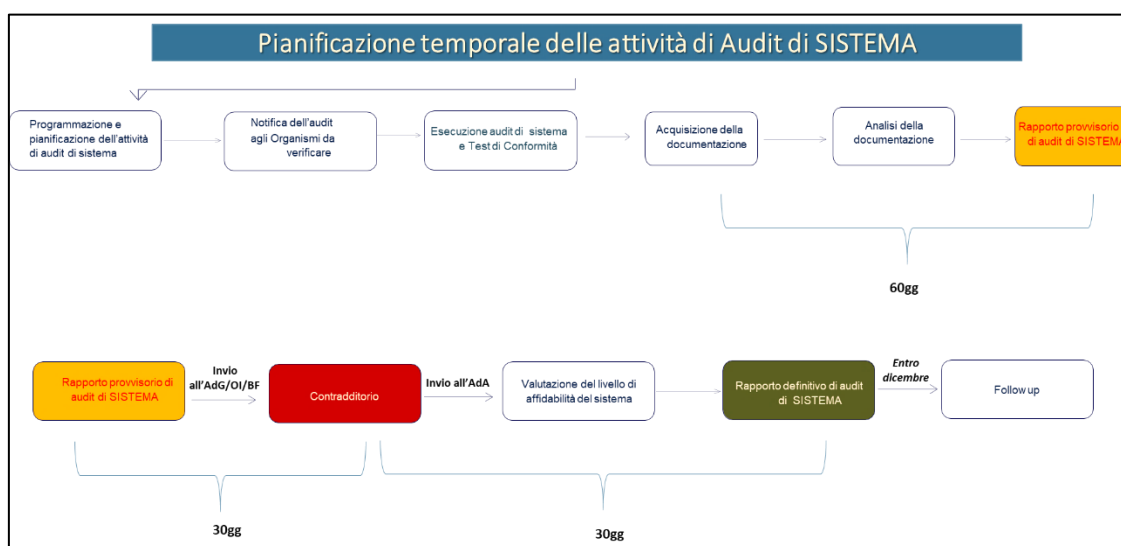 Pianificazione temporale delle attività di Audit di SISTEMA
Programmazione e
pianificazione dell'attività
di audit di sistema
Notifica dell'audit
agli Organismi da
verificare
Esecuzione audit di sistema
e Test di Conformità
Acquisizione della
documentazione
Analisi della
documentazione
Rapporto provvisorio
di audit di SISTEMA
60gg
Rapporto provvisorio di
audit di SISTEMA
Invio
all'AdG/OI/BF
Contradditorio
Invio all'AdA
Valutazione del livello di
affidabilità del sistema
Rapporto definitivo di audit
di SISTEMA
Entro
dicembre
Follow up
30gg
30gg